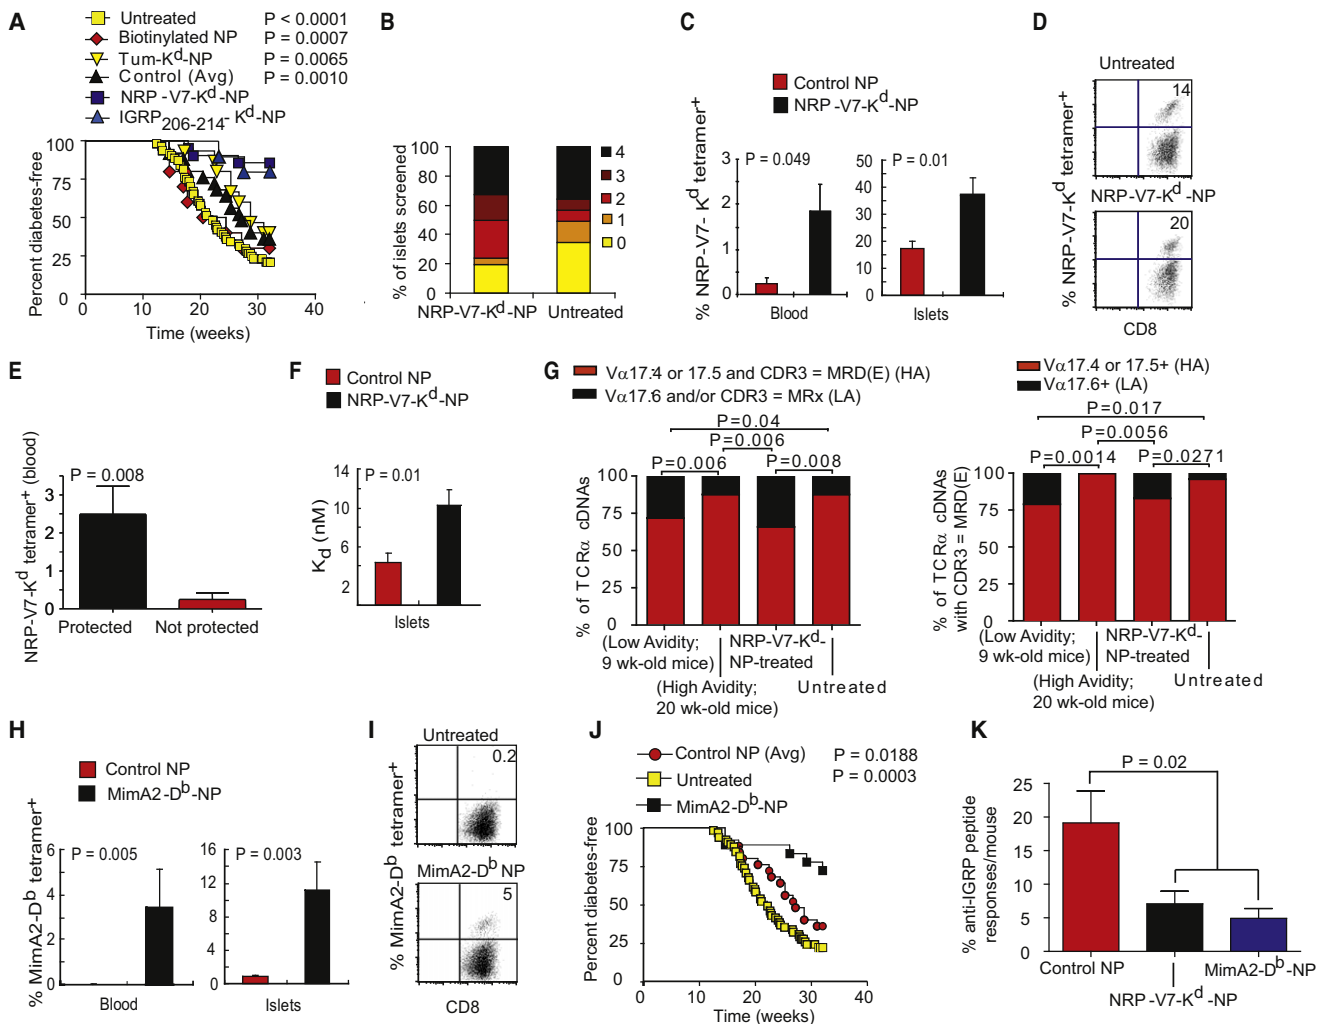 A
Untreated P < 0.0001
Biotinylated NP P = 0.0007
Tum-Kd-NP P = 0.0065
Control (Avg) P = 0.0010
NRP-V7-Kd-NP
IGRP206-214-Kd-NP
Percent diabetes-free
100
75
50
25
0
0 10 20 30 40
Time (weeks)
B
% of islets screened
100
80
60
40
20
0
4
3
2
1
0
NRP-V7-Kd-NP Untreated
C
Control NP
NRP-V7-Kd-NP
% NRP-V7-Kd tetramer+
3
2
1
0
P = 0.049
Blood
50
40
30
20
10
0
P = 0.01
Islets
D
Untreated
14
NRP-V7-Kd-NP
20
% NRP-V7-Kd tetramer+
CD8
E
NRP-V7-Kd tetramer+ (blood)
P = 0.008
3
2
1
0
Protected Not protected
F
Control NP
NRP-V7-Kd-NP
Kd (nM)
14
10
6
2
P = 0.01
Islets
G
Vα17.4 or 17.5 and CDR3 = MRD(E) (HA)
Vα17.6 and/or CDR3 = MRx (LA)
P=0.04
P=0.006
P=0.006 P=0.008
% of TCRα cDNAs
100
75
50
25
0
(Low Avidity;
9 wk-old mice)
NRP-V7-Kd-
NP-treated
(High Avidity;
20 wk-old mice)
Untreated
Vα17.4 or 17.5+ (HA)
Vα17.6+ (LA)
P=0.017
P=0.0056
P=0.0014 P=0.0271
% of TCRα cDNAs
with CDR3 = MRD(E)
100
75
50
25
0
(Low Avidity;
9 wk-old mice)
NRP-V7-Kd-
NP-treated
(High Avidity;
20 wk-old mice)
Untreated
H
Control NP
MimA2-Db-NP
% MimA2-Db tetramer+
6
4
2
0
P = 0.005
Blood
16
12
8
4
0
P = 0.003
Islets
I
Untreated
0.2
MimA2-Db NP
5
% MimA2-Db tetramer+
CD8
J
Control NP (Avg) P = 0.0188
Untreated P = 0.0003
MimA2-Db-NP
Percent diabetes-free
100
75
50
25
0
0 10 20 30 40
Time (weeks)
K
P = 0.02
% anti-IGRP peptide
responses/mouse
25
20
15
10
5
0
Control NP
MimA2-Db-NP
NRP-V7-Kd-NP